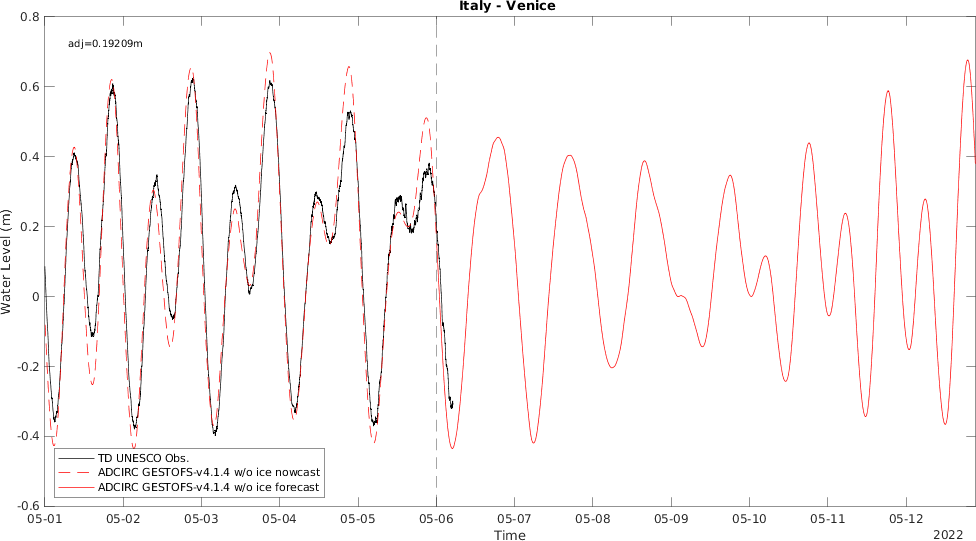 Italy - Venice
adj=0.19209m
Water Level (m)
0.8
0.6
0.4
0.2
0
-0.2
-0.4
-0.6
TD UNESCO Obs.
ADCIRC GESTOFS-v4.1.4 w/o ice nowcast
ADCIRC GESTOFS-v4.1.4 w/o ice forecast
05-01 05-02 05-03 05-04 05-05 05-06 05-07 05-08 05-09 05-10 05-11 05-12
Time
2022